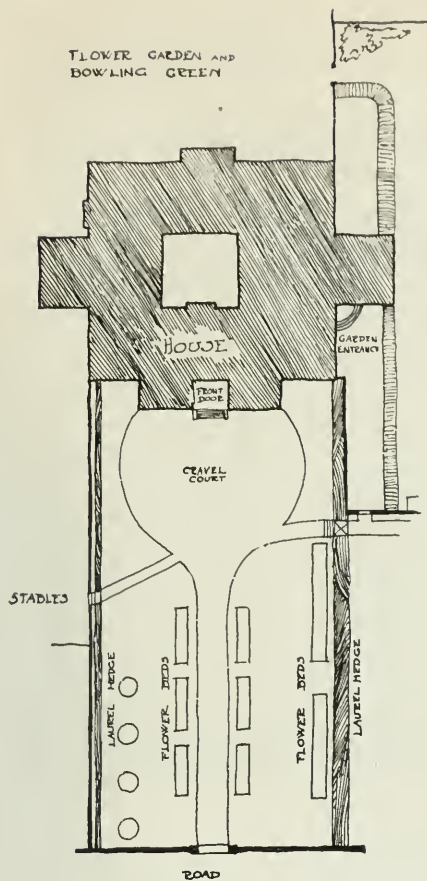 FLOWER GARDEN AND
BOWLING GREEN
HOUSE
GARDEN
ENTRANCE
FRONT
DOOR
GRAVEL
COURT
STABLES
LAUREL HEDGE
FLOWER BEDS
FLOWER BEDS
LAUREL HEDGE
ROAD